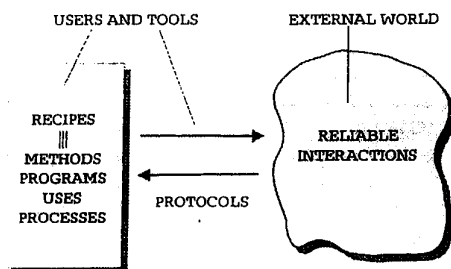 USERS AND TOOLS
EXTERNAL WORLD
RECIPES
|||
METHODS
PROGRAMS
USES
PROCESSES
RELIABLE
INTERACTIONS
PROTOCOLS